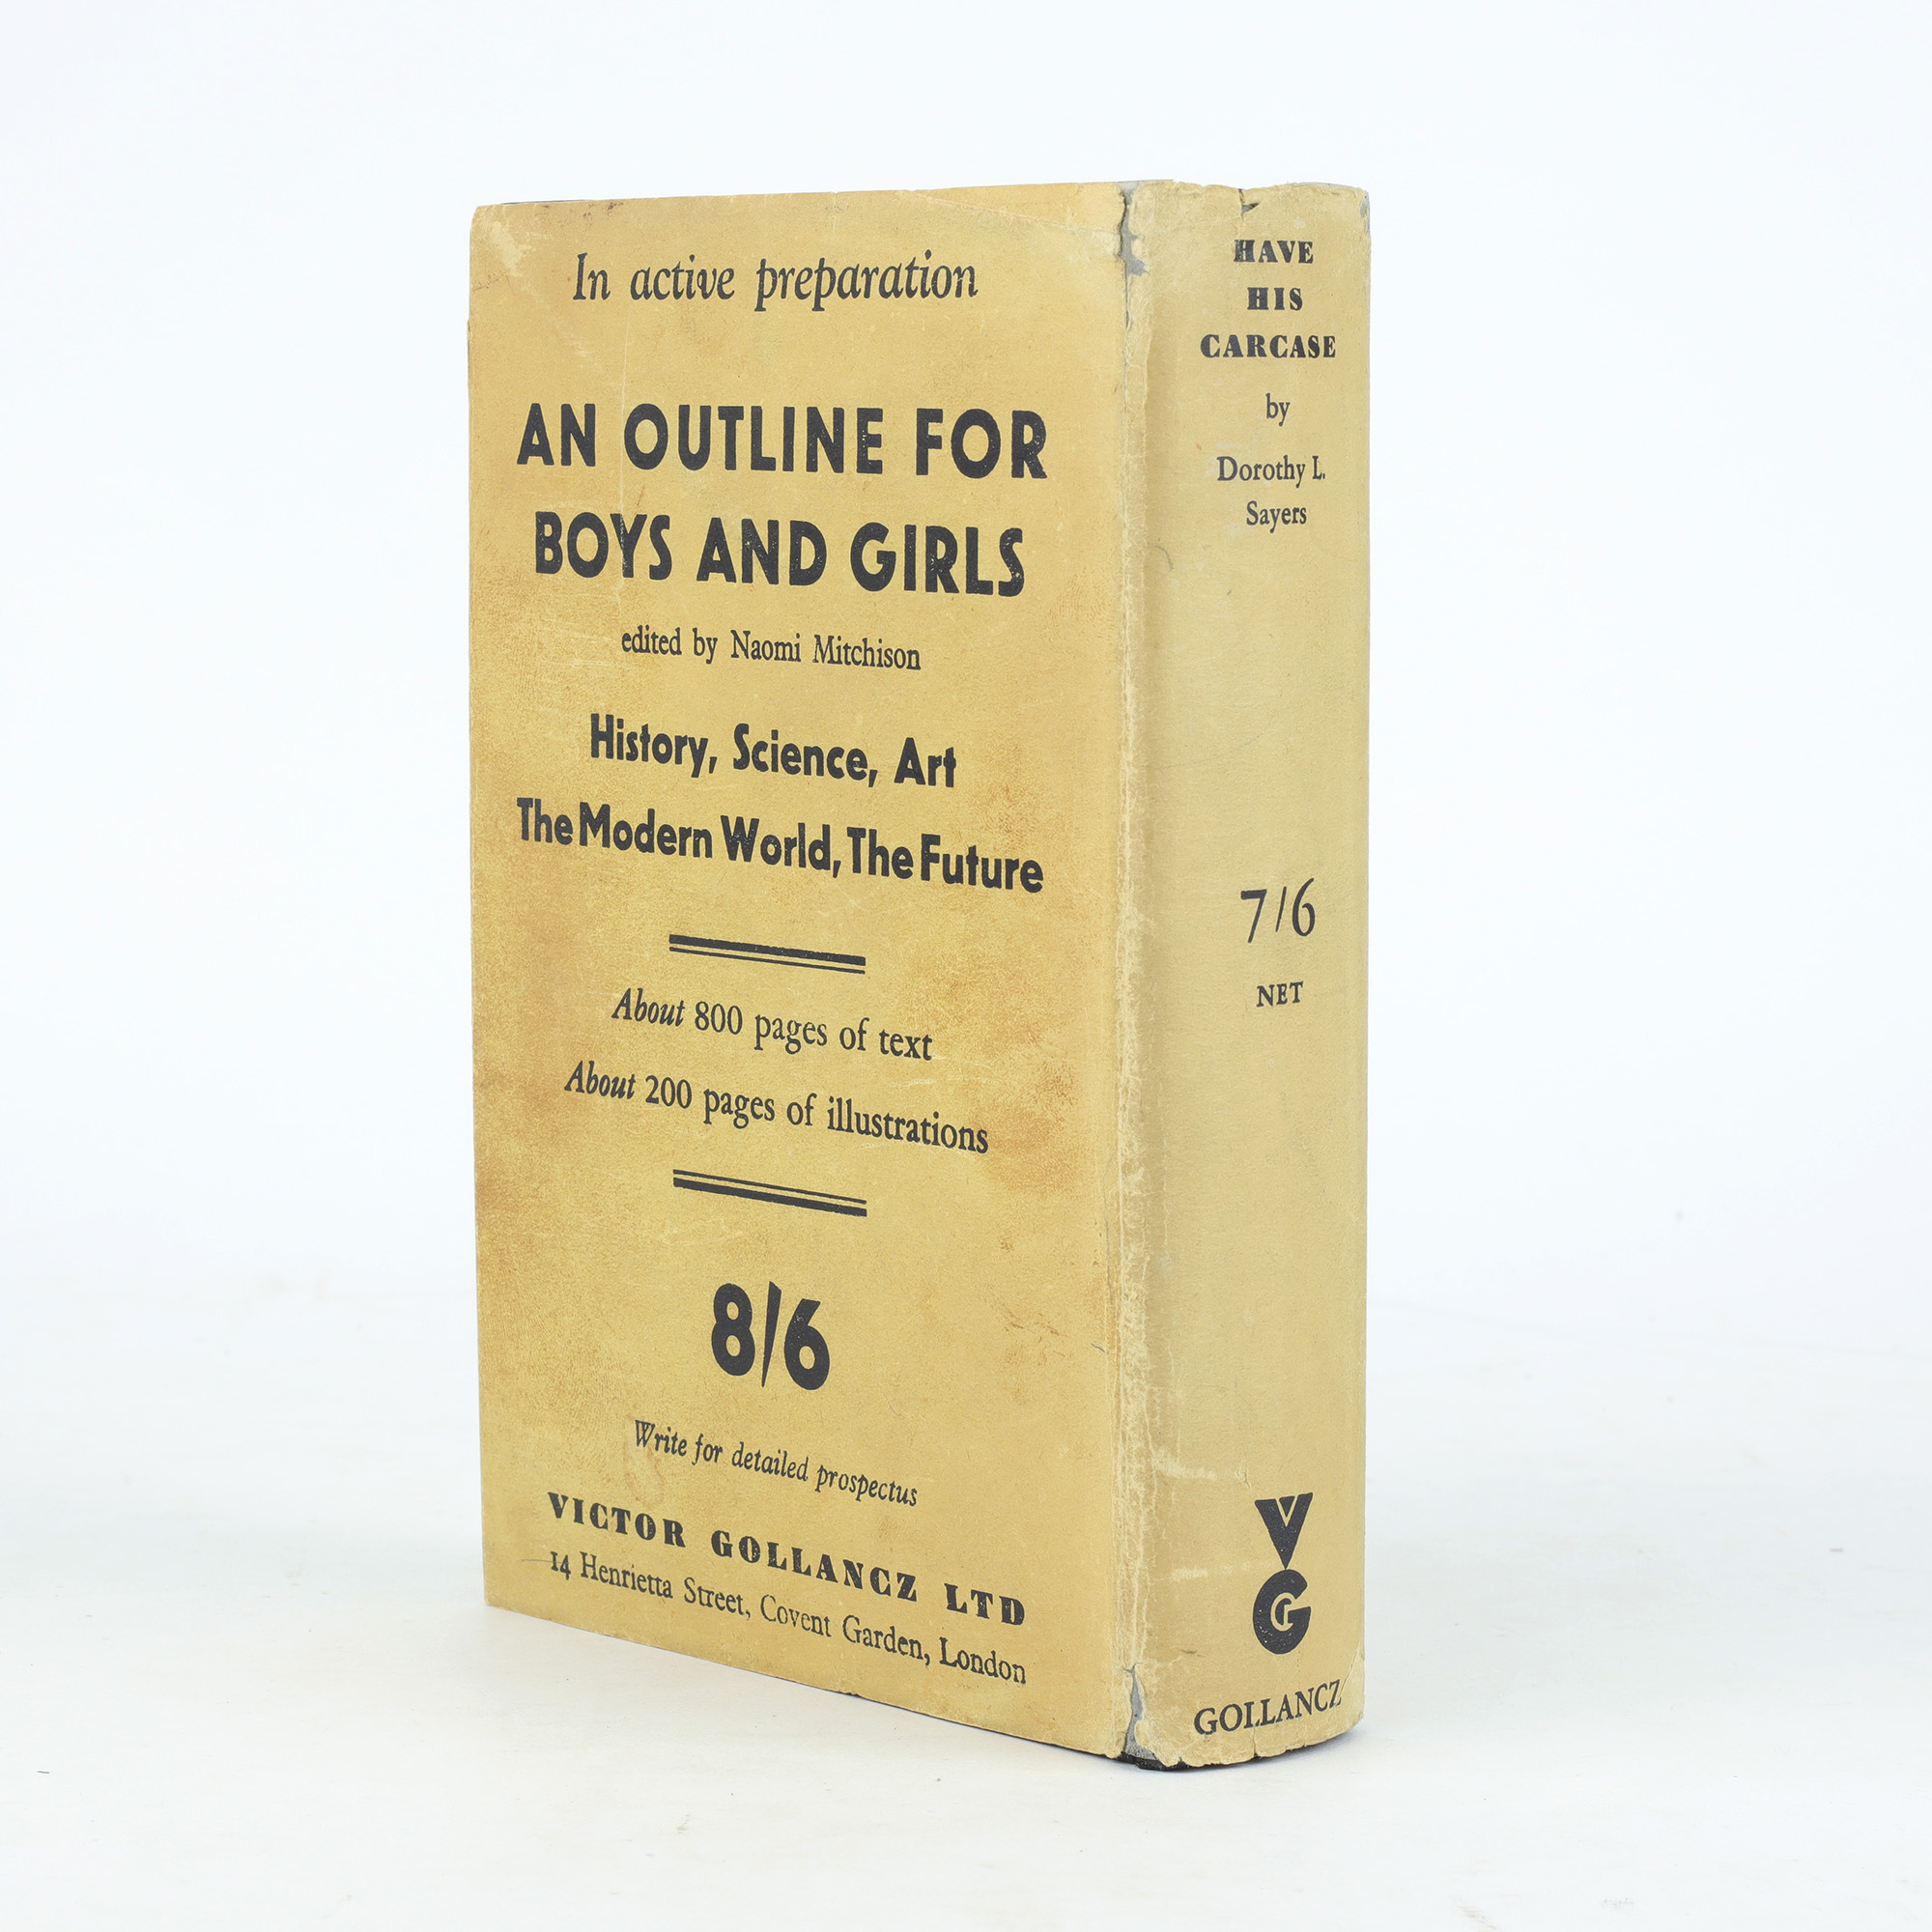 In active preparation
AN OUTLINE FOR
BOYS AND GIRLS
edited by Naomi Mitchison
History, Science, Art
The Modern World, The Future
About 800 pages of text
About 200 pages of illustrations
8/6
Write for detailed prospectus
VICTOR GOLLANCZ LTD
14 Henrietta Street, Covent Garden, London
HAVE
HIS
CARCASE
by
Dorothy L.
Sayers
7/6
NET
VG
GOLLANCZ